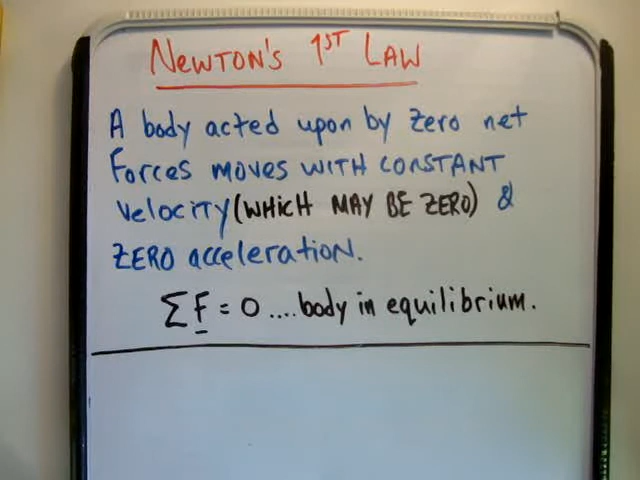 NEWTON'S 1ST LAW
A body acted upon by Zero net
Forces MOVES WITH CONSTANT
Velocity (WHICH MAY BE ZERO) &
ZERO acceleration.
ΣF = 0 .... body in equilibrium.